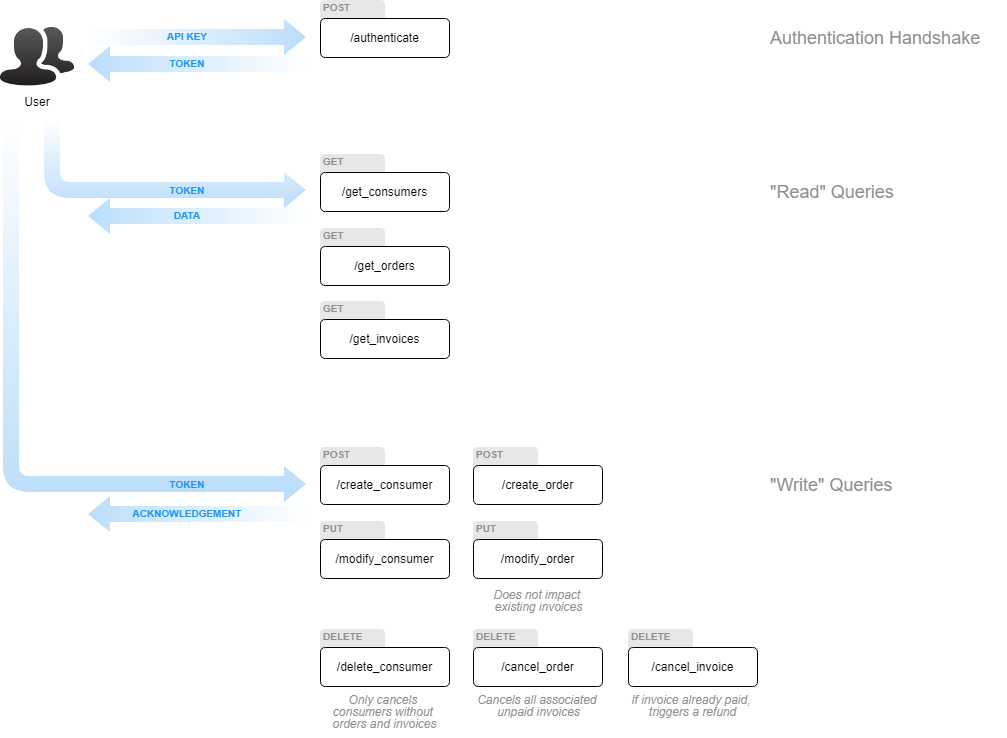 POST
API KEY
/authenticate
Authentication Handshake
TOKEN
User
GET
TOKEN
/get_consumers
"Read" Queries
DATA
GET
/get_orders
GET
/get_invoices
POST
POST
TOKEN
/create_consumer
/create_order
"Write" Queries
ACKNOWLEDGEMENT
PUT
PUT
/modify_consumer
/modify_order
Does not impact
existing invoices
DELETE
DELETE
DELETE
/delete_consumer
/cancel_order
/cancel_invoice
Only cancels
consumers without
orders and invoices
Cancels all associated
unpaid invoices
If invoice already paid,
triggers a refund